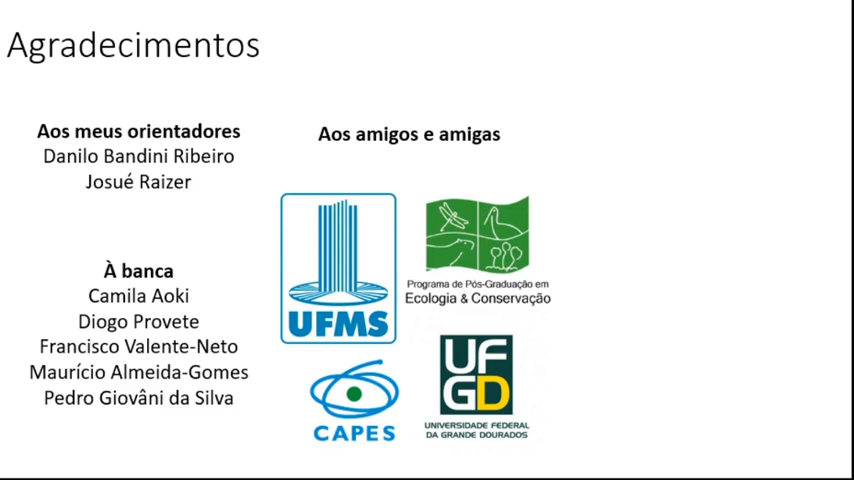 Agradecimentos
Aos meus orientadores
Danilo Bandini Ribeiro
Josué Raizer
À banca
Camila Aoki
Diogo Provete
Francisco Valente-Neto
Maurício Almeida-Gomes
Pedro Giovâni da Silva
Aos amigos e amigas
UFMS
Programa de Pós-Graduação em
Ecologia & Conservação
CAPES
UF
GD
UNIVERSIDADE FEDERAL
DA GRANDE DOURADOS